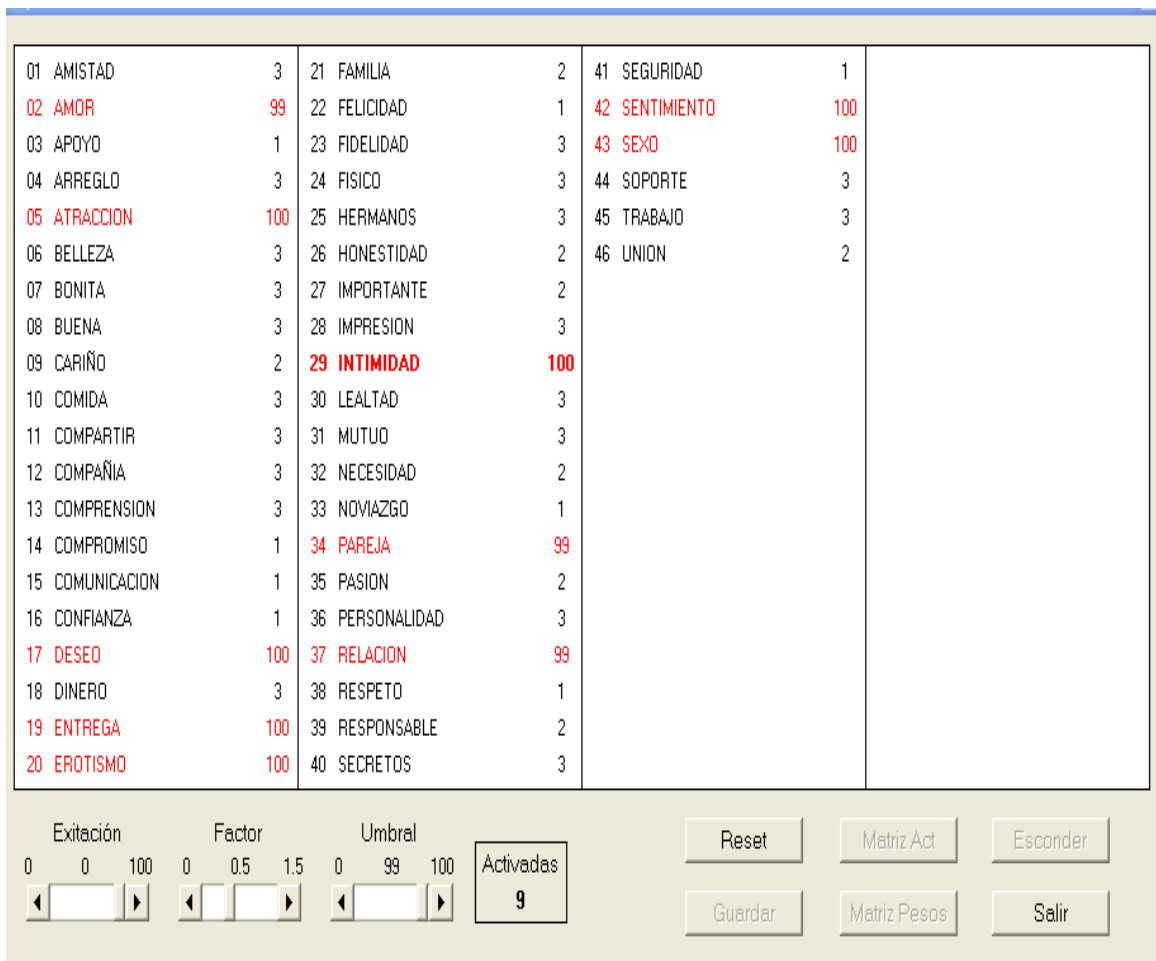 01 AMISTAD 3
02 AMOR 99
03 APOYO 1
04 ARREGLO 3
05 ATRACCION 100
06 BELLEZA 3
07 BONITA 3
08 BUENA 3
09 CARIÑO 2
10 COMIDA 3
11 COMPARTIR 3
12 COMPAÑIA 3
13 COMPRENSION 3
14 COMPROMISO 1
15 COMUNICACION 1
16 CONFIANZA 1
17 DESEO 100
18 DINERO 3
19 ENTREGA 100
20 EROTISMO 100
21 FAMILIA 2
22 FELICIDAD 1
23 FIDELIDAD 3
24 FISICO 3
25 HERMANOS 3
26 HONESTIDAD 2
27 IMPORTANTE 2
28 IMPRESION 3
29 INTIMIDAD 100
30 LEALTAD 3
31 MUTUO 3
32 NECESIDAD 2
33 NOVIAZGO 1
34 PAREJA 99
35 PASION 2
36 PERSONALIDAD 3
37 RELACION 99
38 RESPETO 1
39 RESPONSABLE 2
40 SECRETOS 3
41 SEGURIDAD 1
42 SENTIMIENTO 100
43 SEXO 100
44 SOPORTE 3
45 TRABAJO 3
46 UNION 2
Exitación
0 0 100
Factor
0 0.5 1.5
Umbral
0 99 100
Activadas
9
Reset
Matriz Act
Esconder
Guardar
Matriz Pesos
Salir